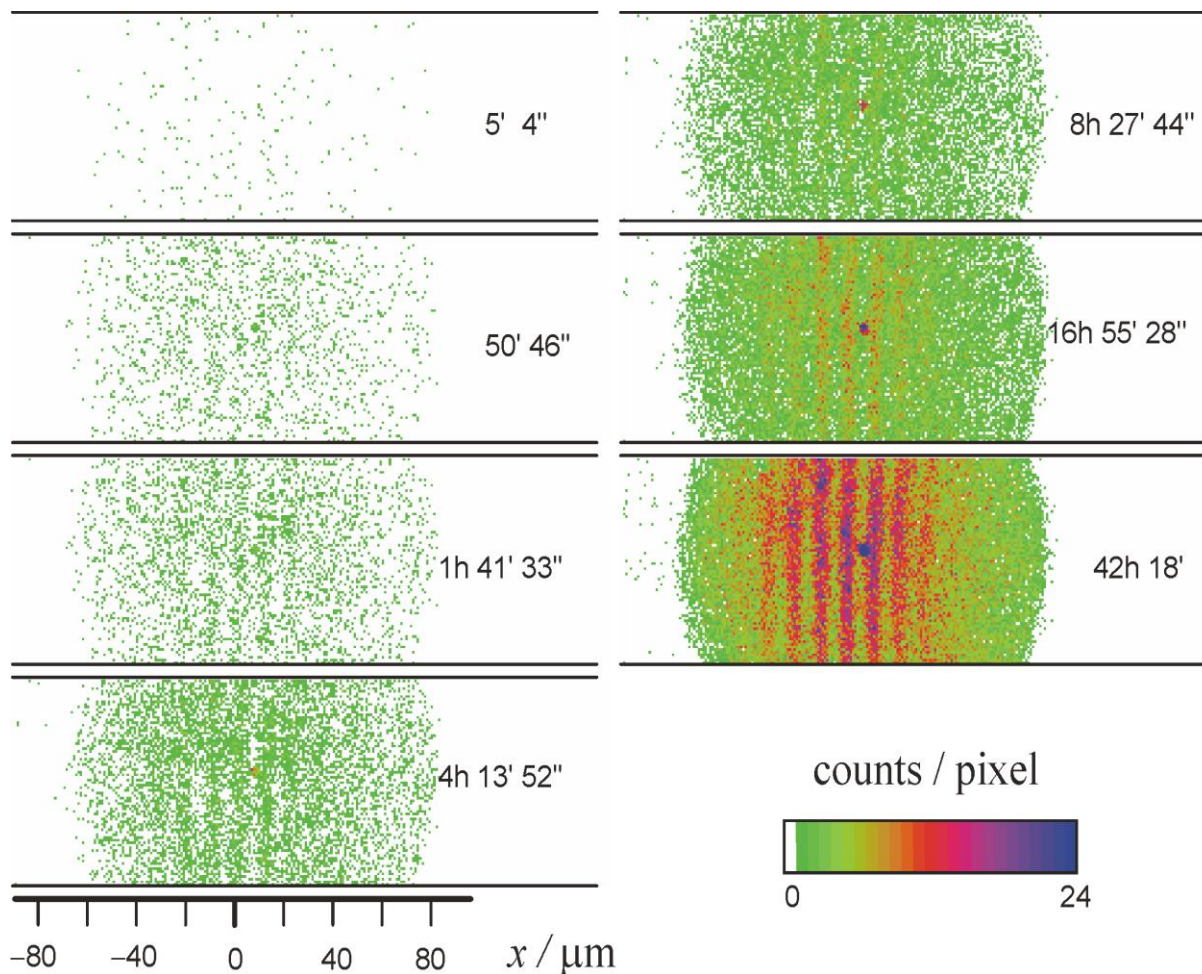 5' 4"
50' 46"
1h 41' 33"
4h 13' 52"
−80 −40 0 40 80 x / μm
8h 27' 44"
16h 55' 28"
42h 18'
counts / pixel
0 24